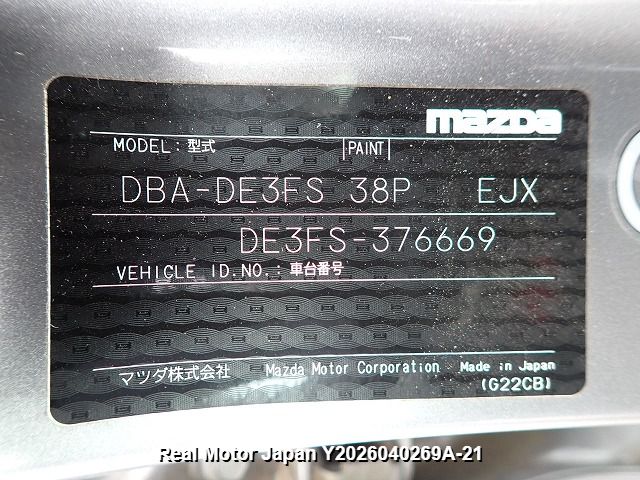 mazda
MODEL：型式 PAINT
DBA-DE3FS 38P EJX
DE3FS-376669
VEHICLE ID.NO.：車台番号
マツダ株式会社 Mazda Motor Corporation Made in Japan
(G22CB)
Real Motor Japan Y2026040269A-21